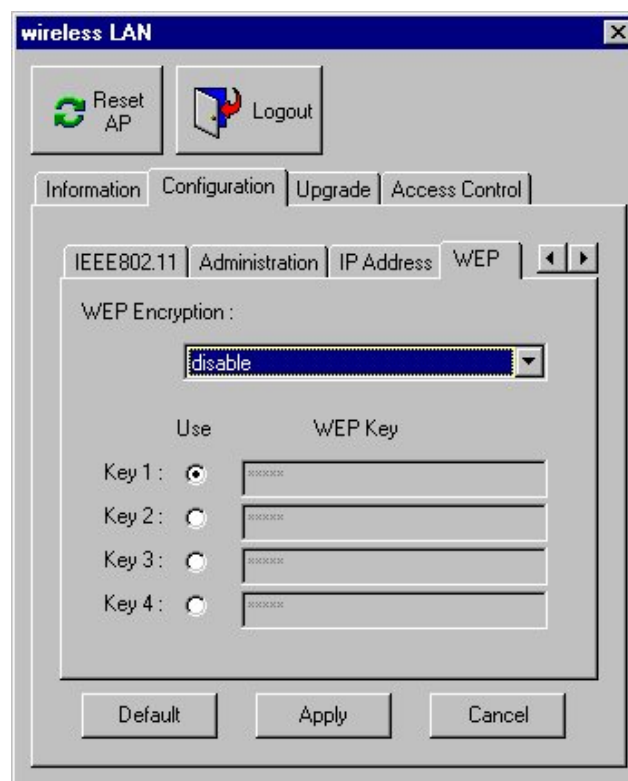 wireless LAN
Reset AP
Logout
Information Configuration Upgrade Access Control
IEEE802.11 Administration IP Address WEP
WEP Encryption :
disable
Use WEP Key
Key 1 : *****
Key 2 : *****
Key 3 : *****
Key 4 : *****
Default Apply Cancel